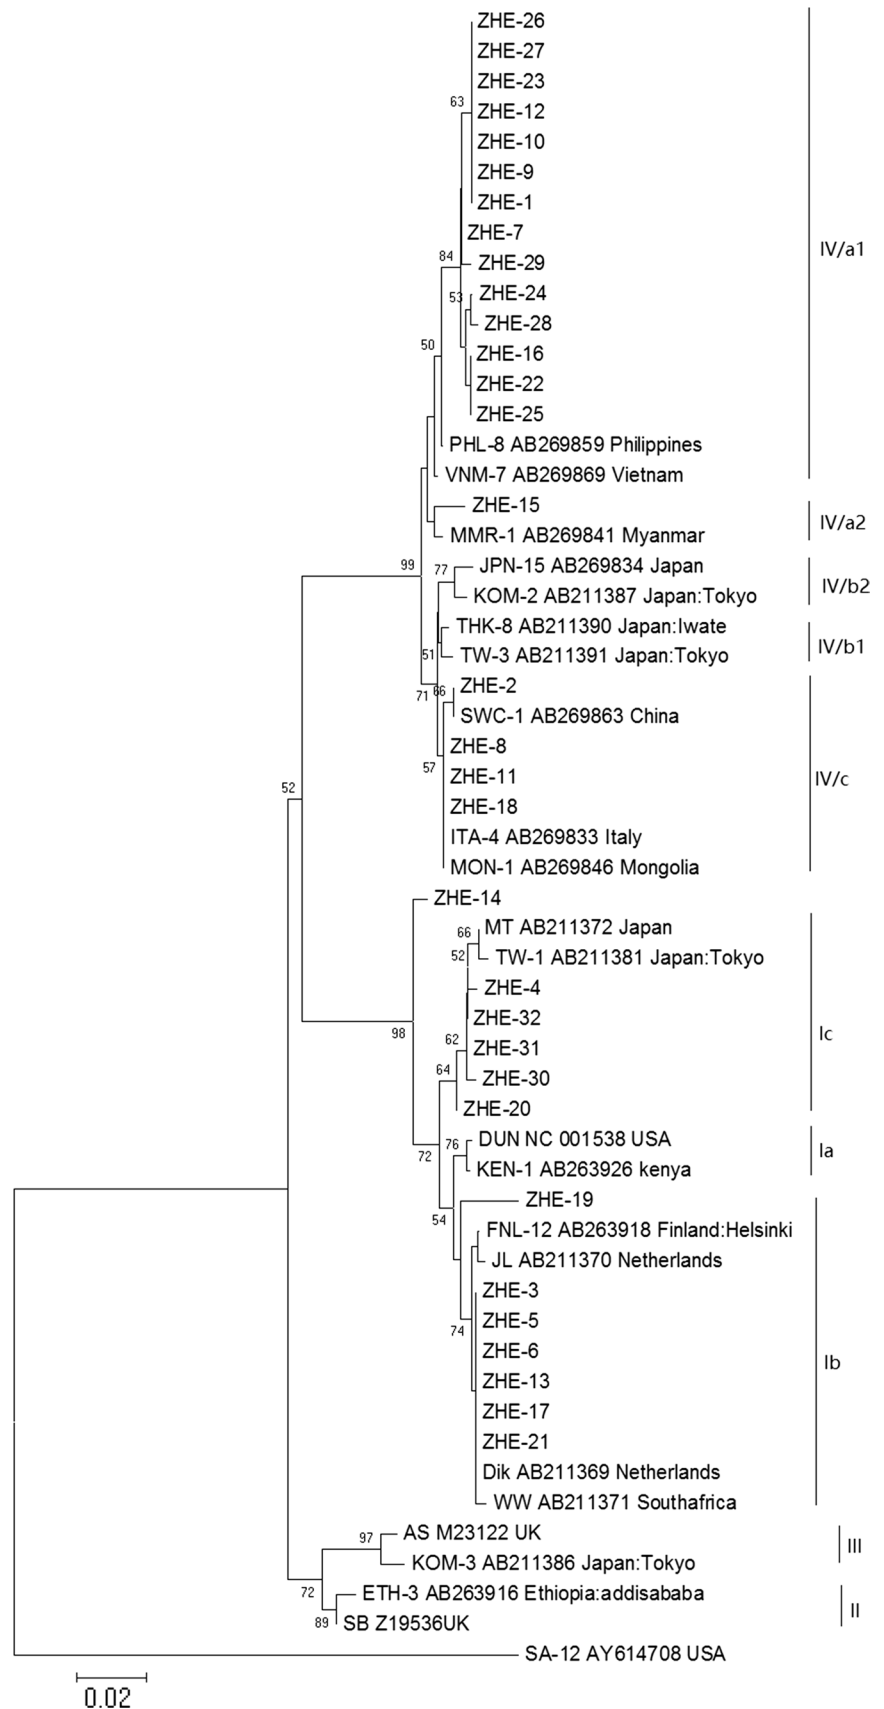 ZHE-26
ZHE-27
ZHE-23
63
ZHE-12
ZHE-10
ZHE-9
ZHE-1
ZHE-7
IV/a1
84
ZHE-29
53
ZHE-24
ZHE-28
50
ZHE-16
ZHE-22
ZHE-25
PHL-8 AB269859 Philippines
VNM-7 AB269869 Vietnam
ZHE-15
IV/a2
MMR-1 AB269841 Myanmar
99
77
JPN-15 AB269834 Japan
IV/b2
KOM-2 AB211387 Japan:Tokyo
THK-8 AB211390 Japan:Iwate
IV/b1
51
TW-3 AB211391 Japan:Tokyo
71
66
ZHE-2
SWC-1 AB269863 China
ZHE-8
57
ZHE-11
IV/c
52
ZHE-18
ITA-4 AB269833 Italy
MON-1 AB269846 Mongolia
ZHE-14
66
MT AB211372 Japan
52
TW-1 AB211381 Japan:Tokyo
ZHE-4
ZHE-32
98
62
Ic
ZHE-31
64
ZHE-30
ZHE-20
76
DUN NC 001538 USA
Ia
72
KEN-1 AB263926 kenya
ZHE-19
54
FNL-12 AB263918 Finland:Helsinki
JL AB211370 Netherlands
ZHE-3
ZHE-5
74
ZHE-6
Ib
ZHE-13
ZHE-17
ZHE-21
Dik AB211369 Netherlands
WW AB211371 Southafrica
97
AS M23122 UK
III
KOM-3 AB211386 Japan:Tokyo
72
ETH-3 AB263916 Ethiopia:addisababa
II
89
SB Z19536UK
SA-12 AY614708 USA
0.02